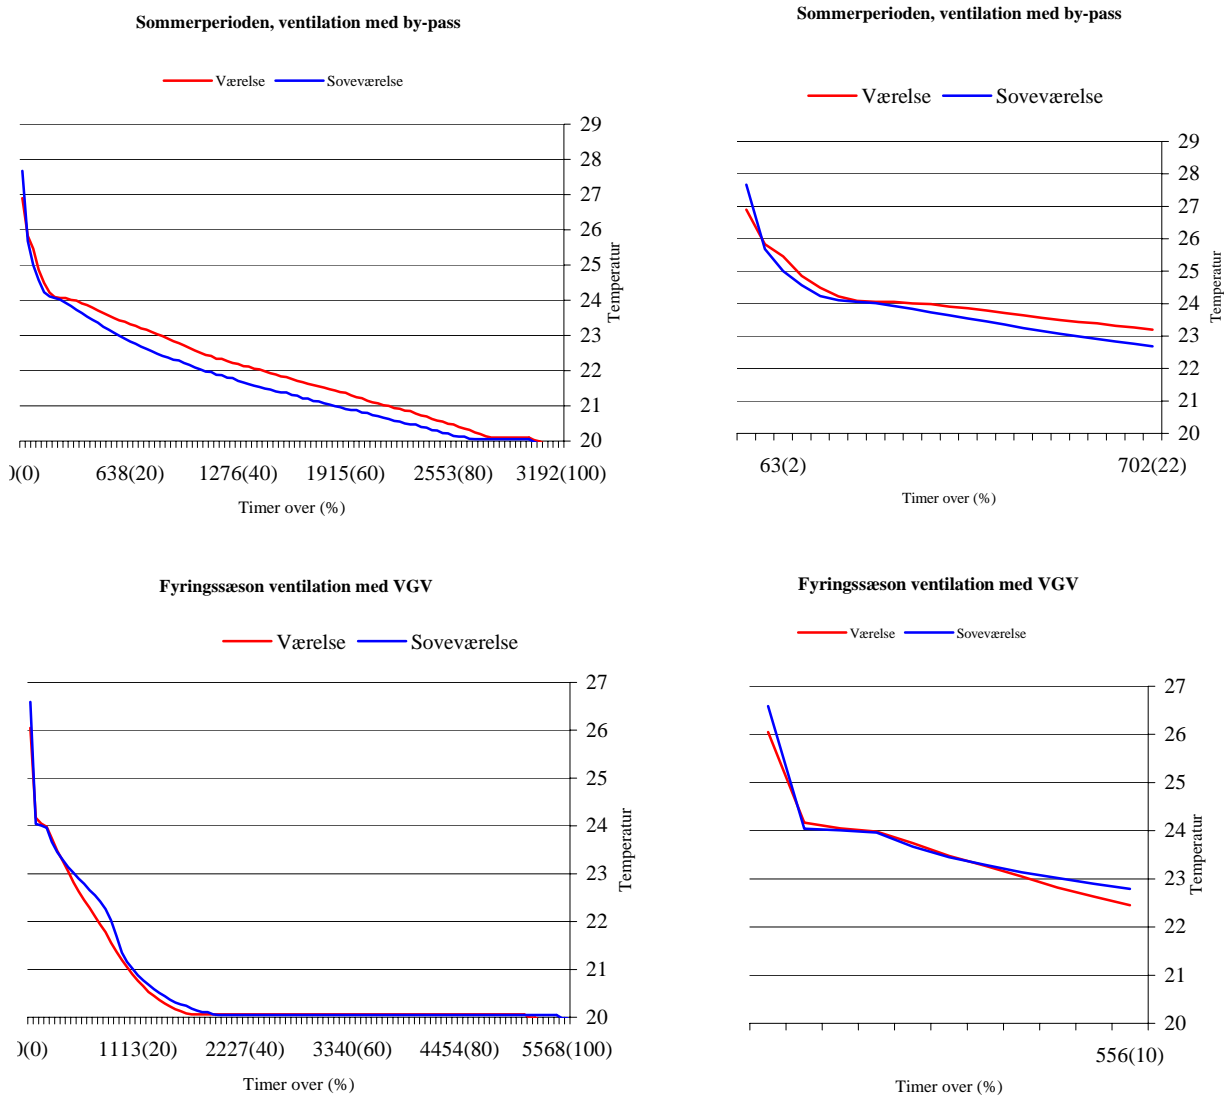 Sommerperioden, ventilation med by-pass
Værelse Soveværelse
29
28
27
26
25
24
23
22
21
20
Temperatur
)(0) 638(20) 1276(40) 1915(60) 2553(80) 3192(100)
Timer over (%)
Sommerperioden, ventilation med by-pass
Værelse Soveværelse
29
28
27
26
25
24
23
22
21
20
Temperatur
63(2) 702(22)
Timer over (%)
Fyringssæson ventilation med VGV
Værelse Soveværelse
27
26
25
24
23
22
21
20
Temperatur
)(0) 1113(20) 2227(40) 3340(60) 4454(80) 5568(100)
Timer over (%)
Fyringssæson ventilation med VGV
Værelse Soveværelse
27
26
25
24
23
22
21
20
Temperatur
556(10)
Timer over (%)